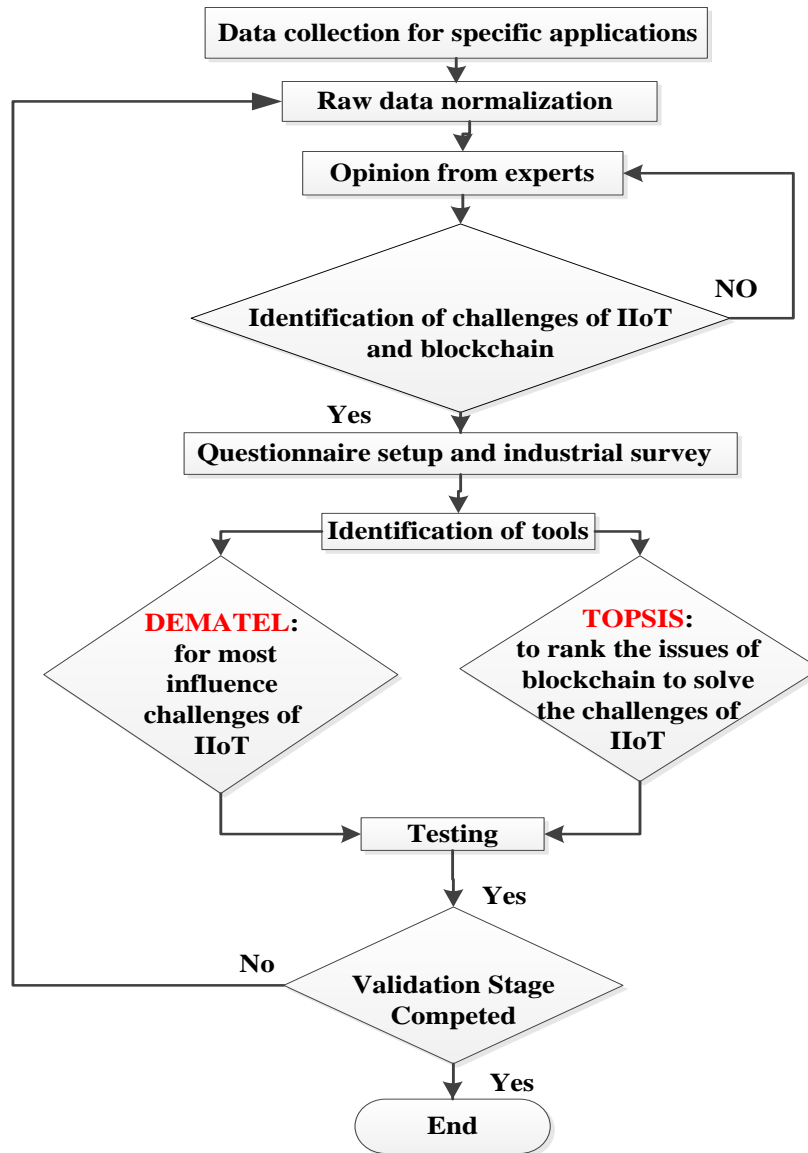 Data collection for specific applications
Raw data normalization
Opinion from experts
NO
Identification of challenges of IIoT
and blockchain
Yes
Questionnaire setup and industrial survey
Identification of tools
DEMATEL:
for most
influence
challenges of
IIoT
TOPSIS:
to rank the issues of
blockchain to solve
the challenges of
IIoT
Testing
Yes
No
Validation Stage
Competed
Yes
End